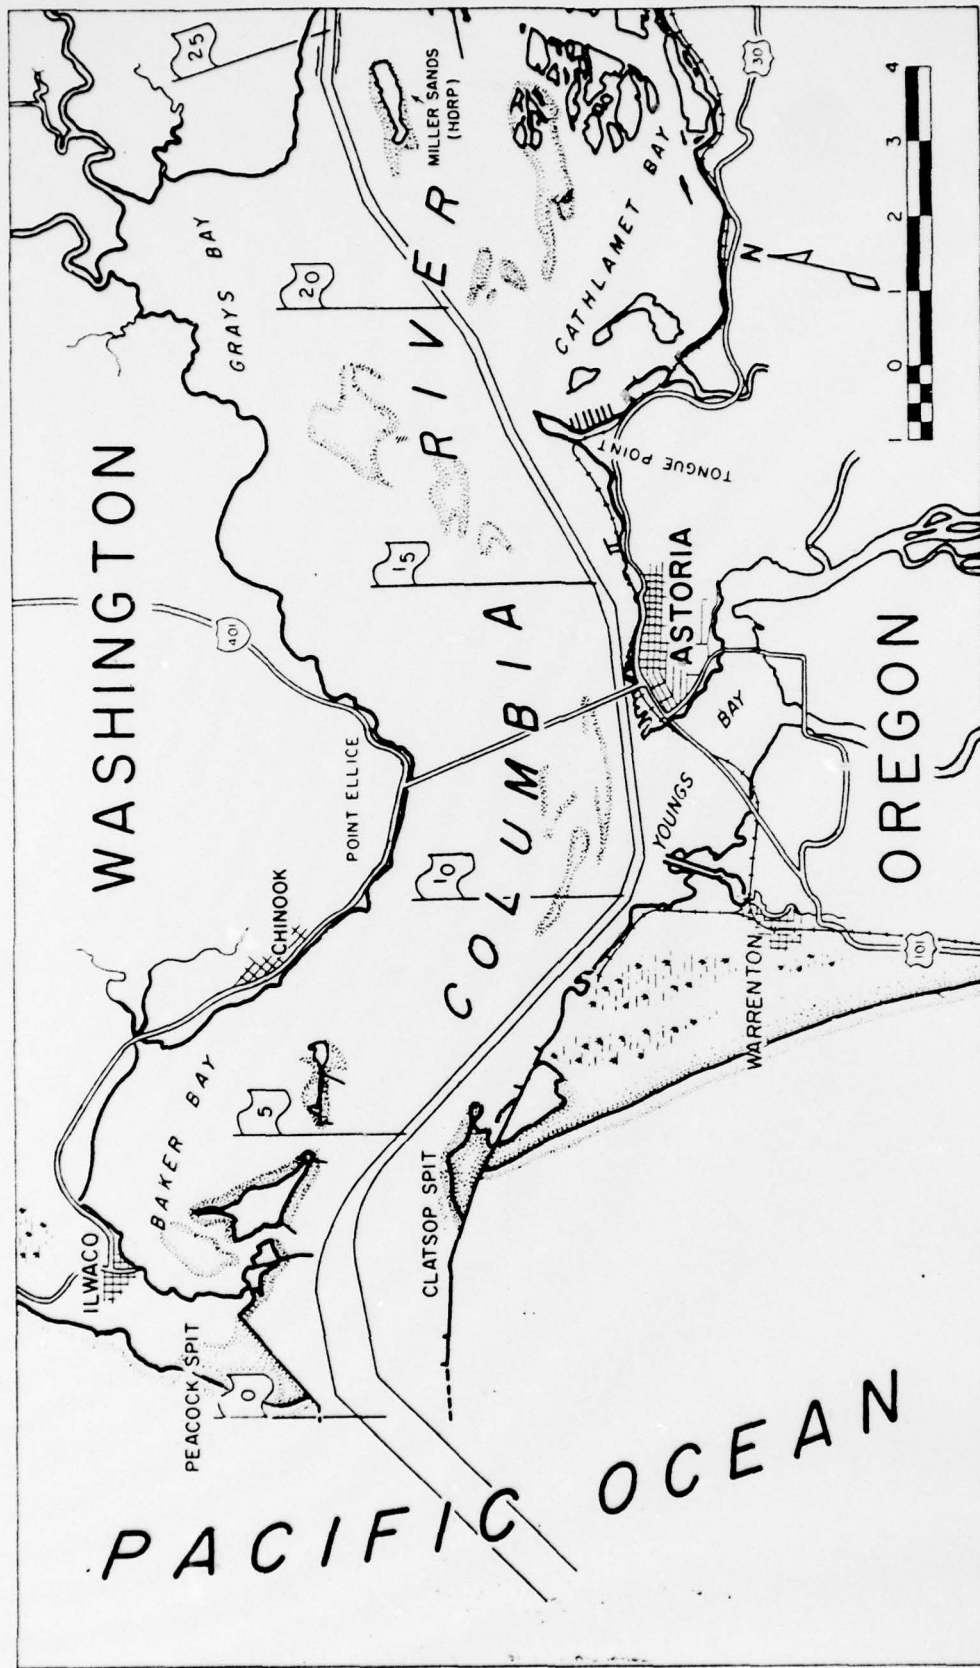 WASHINGTON
OREGON
PACIFIC OCEAN
COLUMBIA RIVER
PEACOCK SPIT
ILWACO
BAKER BAY
CHINOOK
POINT ELLICE
GRAYS BAY
CLATSOP SPIT
WARRENTON
YOUNGS BAY
ASTORIA
TONGUE POINT
CATHLAMET BAY
MILLER SANDS
(HDRP)
0
5
10
15
20
25
401
101
30
N
1 0 1 2 3 4